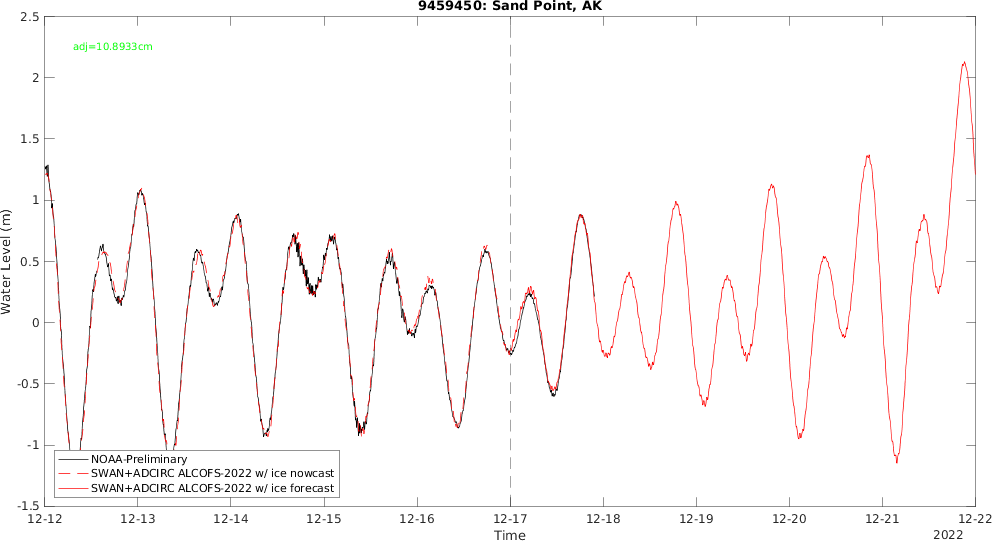 9459450: Sand Point, AK
adj=10.8933cm
2.5
2
1.5
1
0.5
0
-0.5
-1
-1.5
Water Level (m)
NOAA-Preliminary
SWAN+ADCIRC ALCOFS-2022 w/ ice nowcast
SWAN+ADCIRC ALCOFS-2022 w/ ice forecast
12-12 12-13 12-14 12-15 12-16 12-17 12-18 12-19 12-20 12-21 12-22
Time
2022